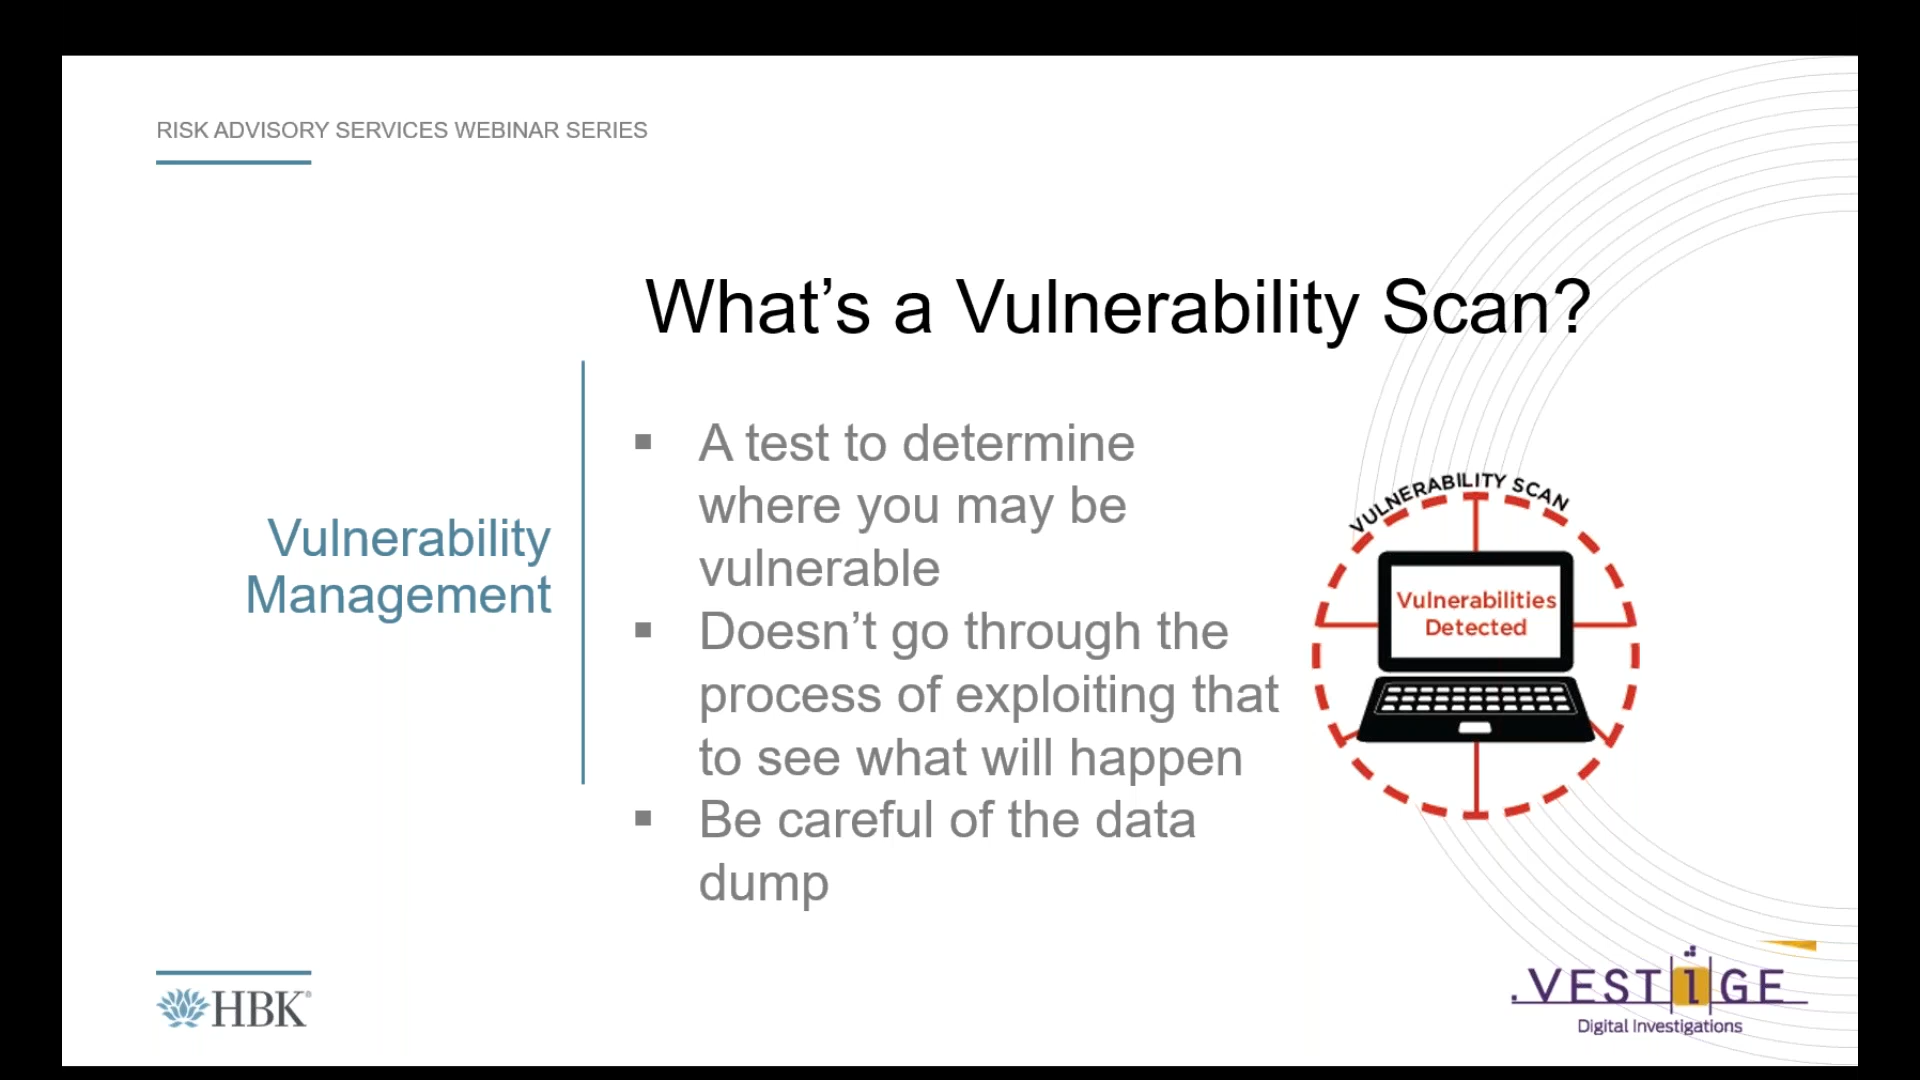 RISK ADVISORY SERVICES WEBINAR SERIES
What’s a Vulnerability Scan?
Vulnerability
Management
▪ A test to determine
where you may be
vulnerable
▪ Doesn’t go through the
process of exploiting that
to see what will happen
▪ Be careful of the data
dump
VULNERABILITY SCAN
Vulnerabilities
Detected
HBK®
VESTIGE
Digital Investigations